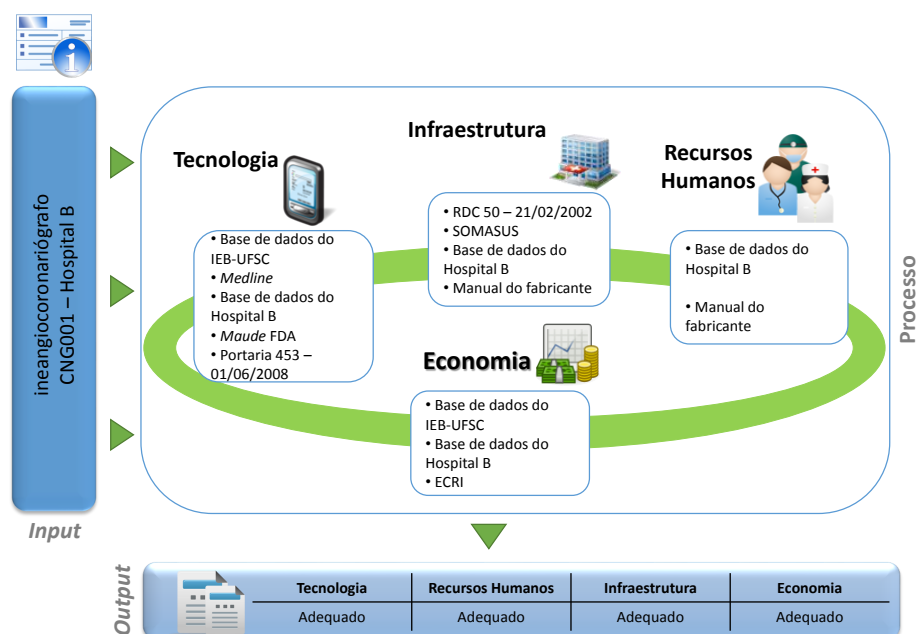 ineangiocoronariógrafo
CNG001 – Hospital B
Input
Tecnologia
• Base de dados do
IEB-UFSC
• Medline
• Base de dados do
Hospital B
• Maude FDA
• Portaria 453 –
01/06/2008
Infraestrutura
• RDC 50 – 21/02/2002
• SOMASUS
• Base de dados do
Hospital B
• Manual do fabricante
Recursos
Humanos
• Base de dados do
Hospital B
• Manual do
fabricante
Economia
• Base de dados do
IEB-UFSC
• Base de dados do
Hospital B
• ECRI
Processo
Output
Tecnologia Recursos Humanos Infraestrutura Economia
Adequado Adequado Adequado Adequado